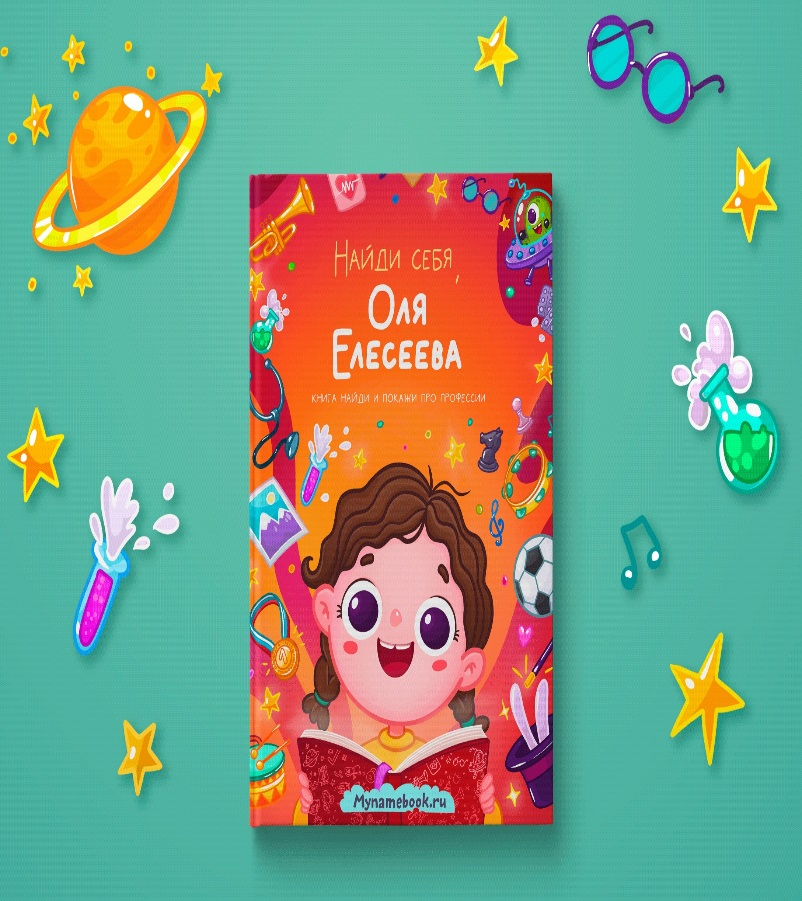 Найди себя,
Оля
Елесеева
книга найди и покажи про профессии
Mynamebook.ru